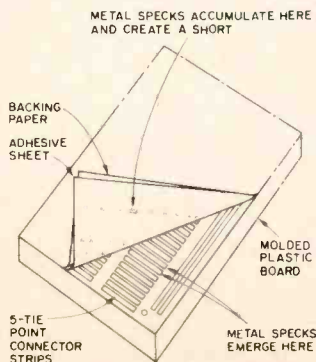 METAL SPECKS ACCUMULATE HERE
AND CREATE A SHORT
BACKING
PAPER
ADHESIVE
SHEET
MOLDED
PLASTIC
BOARD
5-TIE
POINT
CONNECTOR
STRIPS
METAL SPECKS
EMERGE HERE